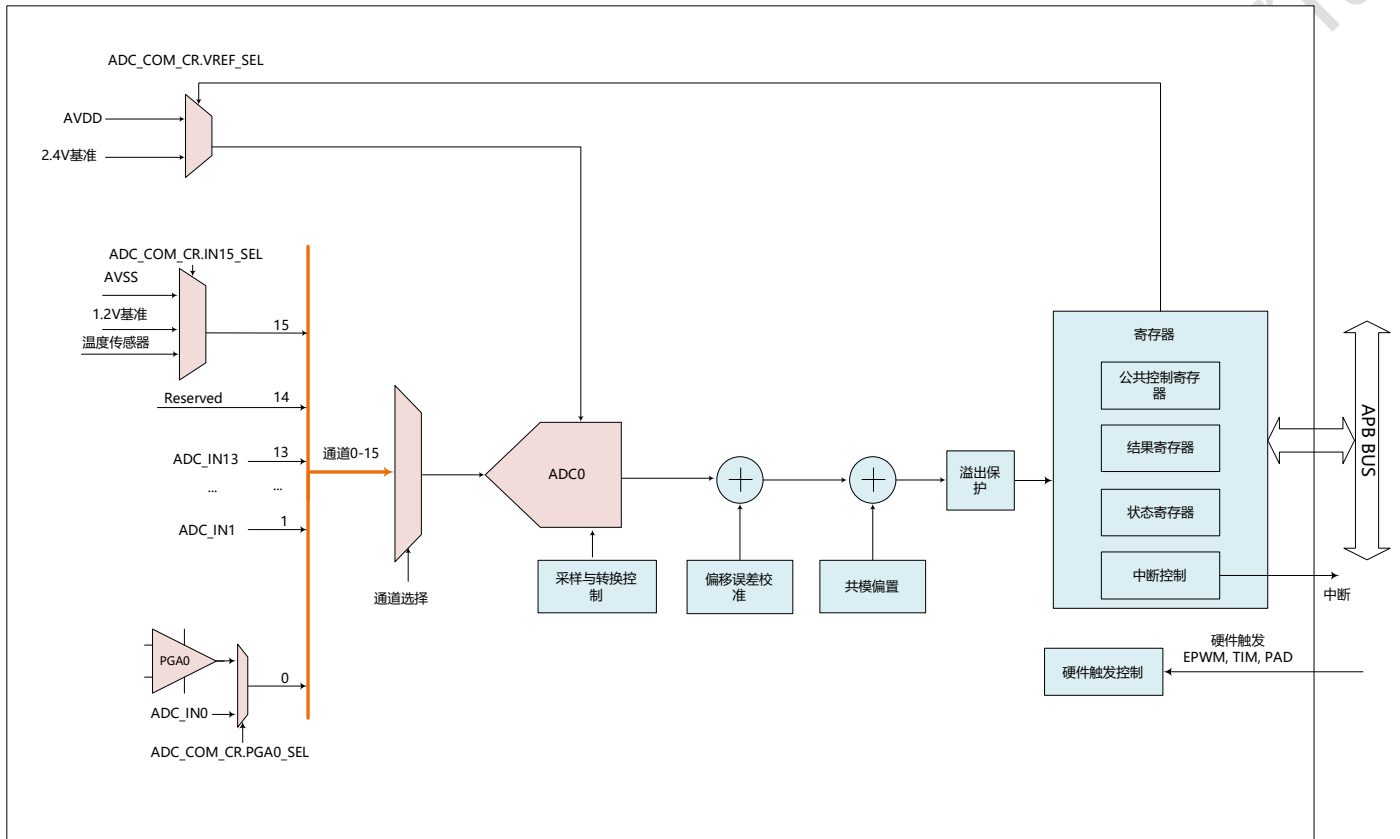 ADC_COM_CR.VREF_SEL
AVDD
2.4V基准
ADC_COM_CR.IN15_SEL
AVSS
1.2V基准
温度传感器
15
Reserved
14
ADC_IN13
13
...
...
ADC_IN1
1
通道0-15
通道选择
PGA0
0
ADC_IN0
ADC_COM_CR.PGA0_SEL
ADC0
采样与转换控
制
偏移误差校
准
共模偏置
溢出保
护
寄存器
公共控制寄存
器
结果寄存器
状态寄存器
中断控制
中断
APB BUS
硬件触发
EPWM, TIM, PAD
硬件触发控制